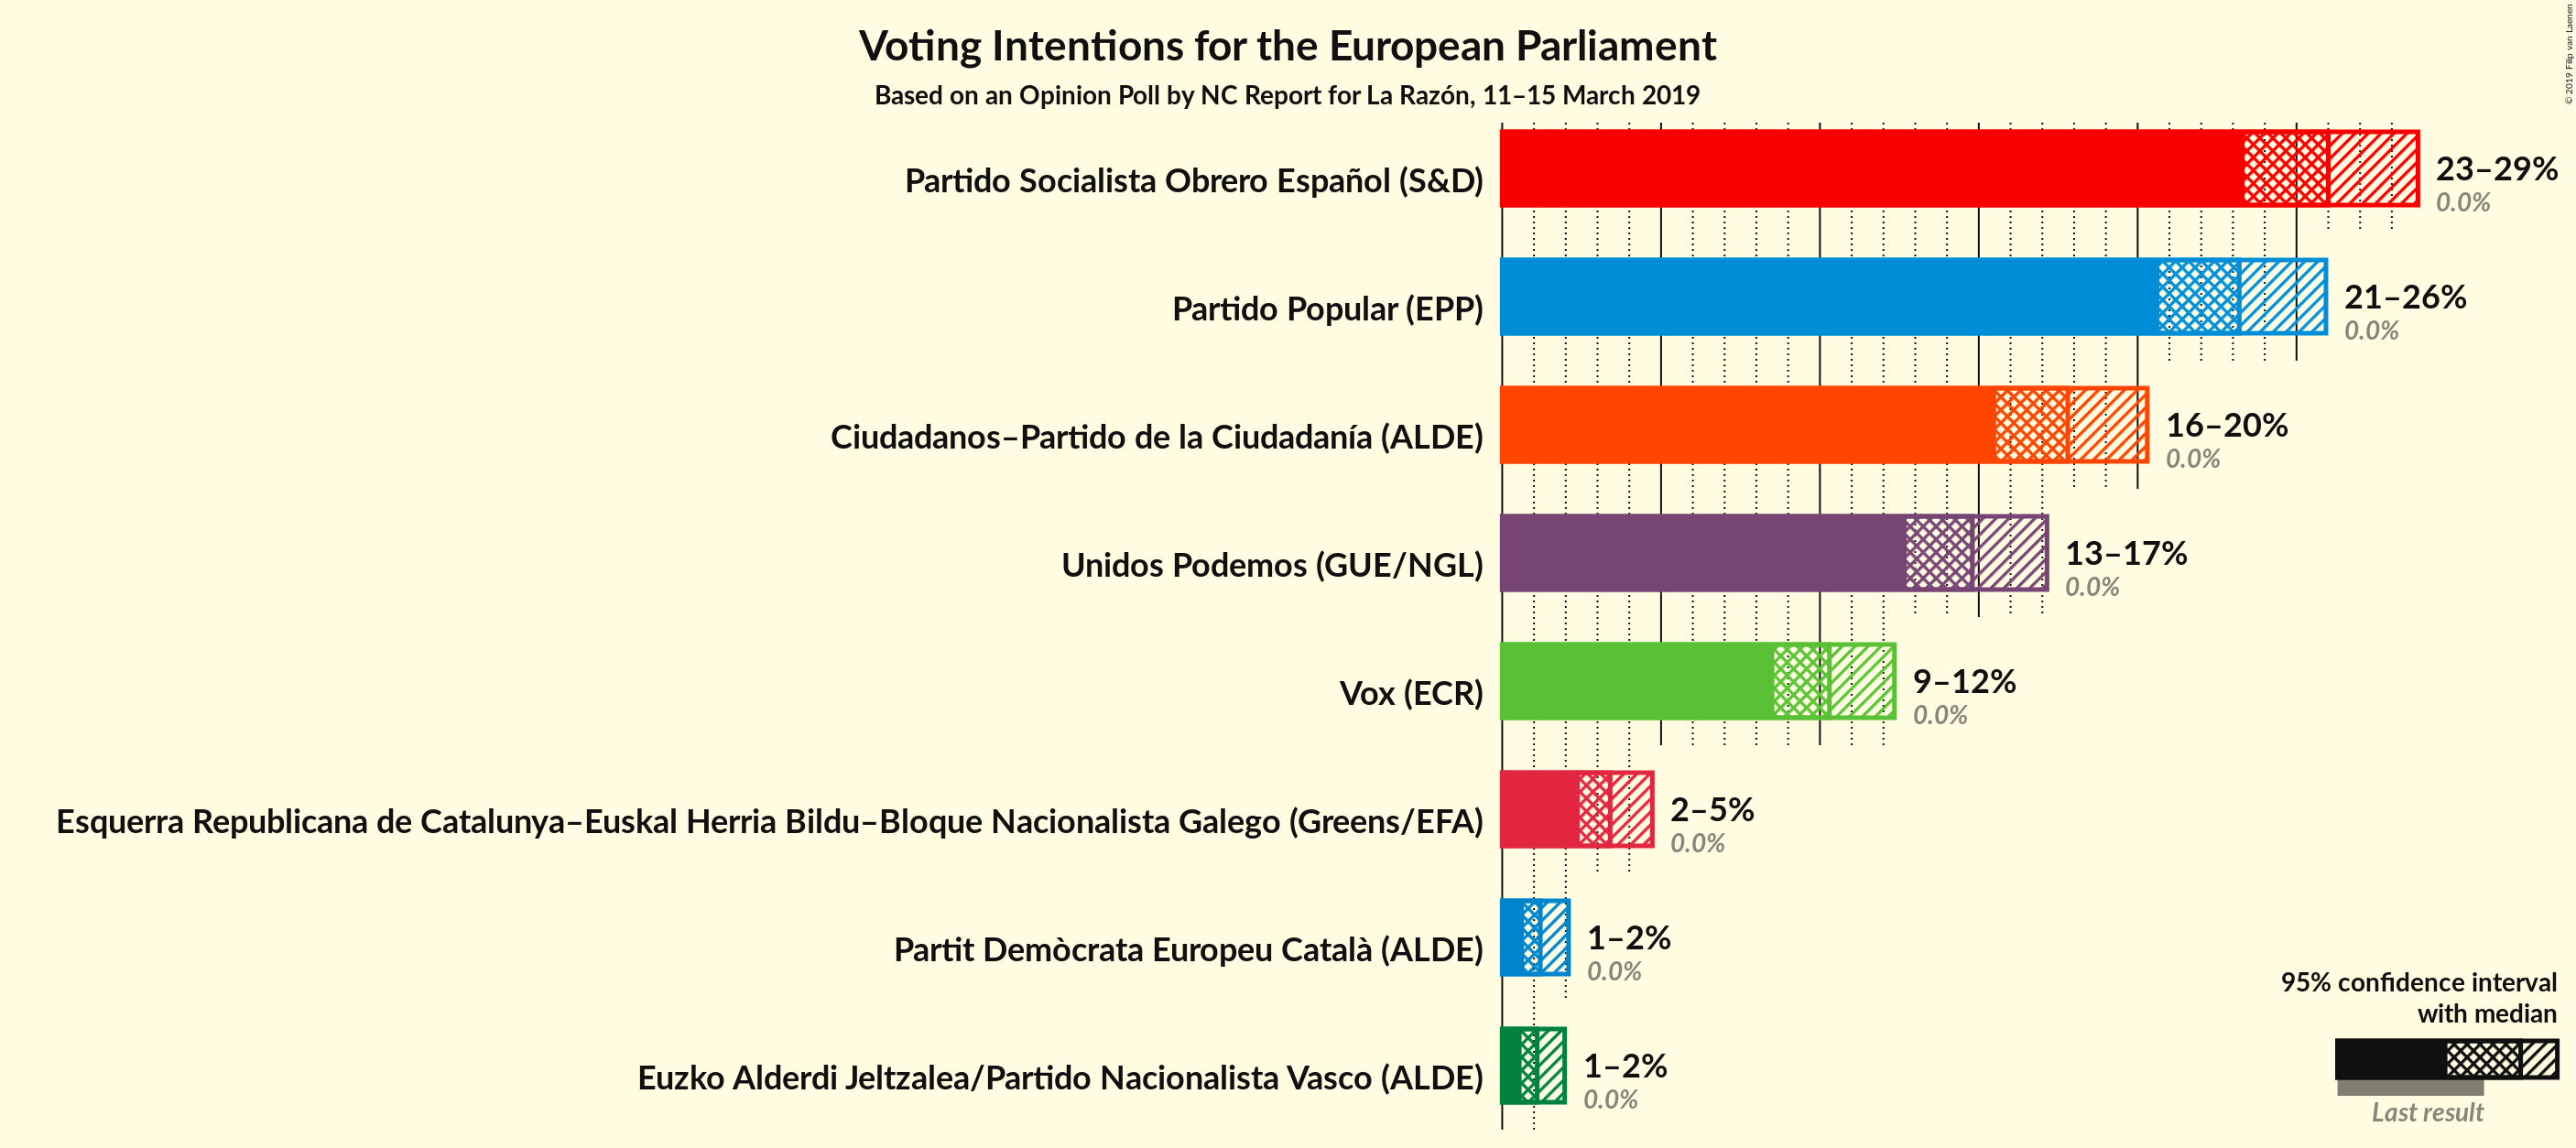 Voting Intentions for the European Parliament
Based on an Opinion Poll by NC Report for La Razón, 11–15 March 2019
© 2019 Filip van Laenen
Partido Socialista Obrero Español (S&D)
23–29%
0.0%
Partido Popular (EPP)
21–26%
0.0%
Ciudadanos–Partido de la Ciudadanía (ALDE)
16–20%
0.0%
Unidos Podemos (GUE/NGL)
13–17%
0.0%
Vox (ECR)
9–12%
0.0%
Esquerra Republicana de Catalunya–Euskal Herria Bildu–Bloque Nacionalista Galego (Greens/EFA)
2–5%
0.0%
Partit Demòcrata Europeu Català (ALDE)
1–2%
0.0%
Euzko Alderdi Jeltzalea/Partido Nacionalista Vasco (ALDE)
1–2%
0.0%
95% confidence interval
with median
Last result